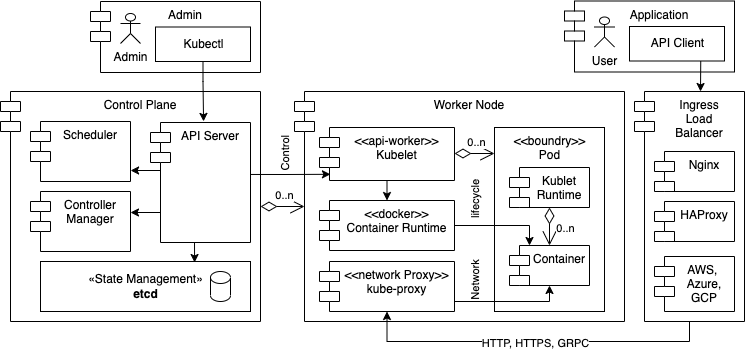 Admin
Kubectl
Admin
Application
API Client
User
Control Plane
Scheduler
API Server
Controller
Manager
«State Management»
etcd
Control
0..n
Worker Node
<<api-worker>>
Kubelet
0..n
<<boundry>>
Pod
Kublet
Runtime
0..n
lifecycle
<<docker>>
Container Runtime
Container
<<network Proxy>>
kube-proxy
Network
Ingress
Load
Balancer
Nginx
HAProxy
AWS,
Azure,
GCP
HTTP, HTTPS, GRPC